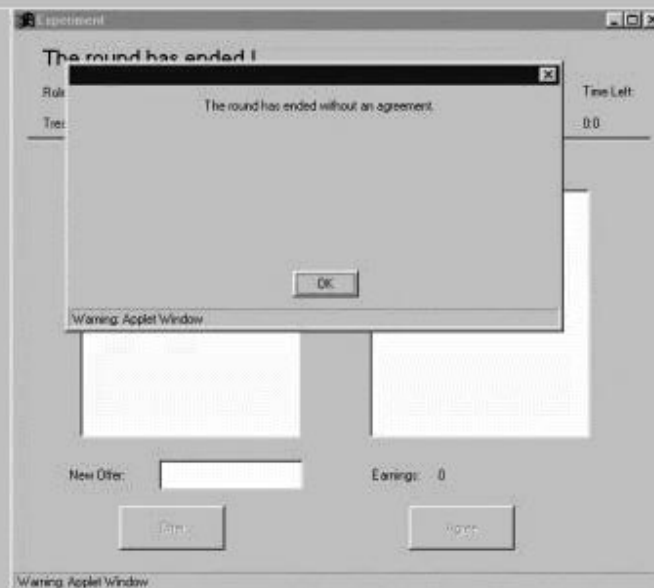 Experiment
The round has ended !
Time Left:
0:0
The round has ended without an agreement.
OK
Warning: Applet Window
New Offer:
Earnings: 0
Agree
Warning: Applet Window